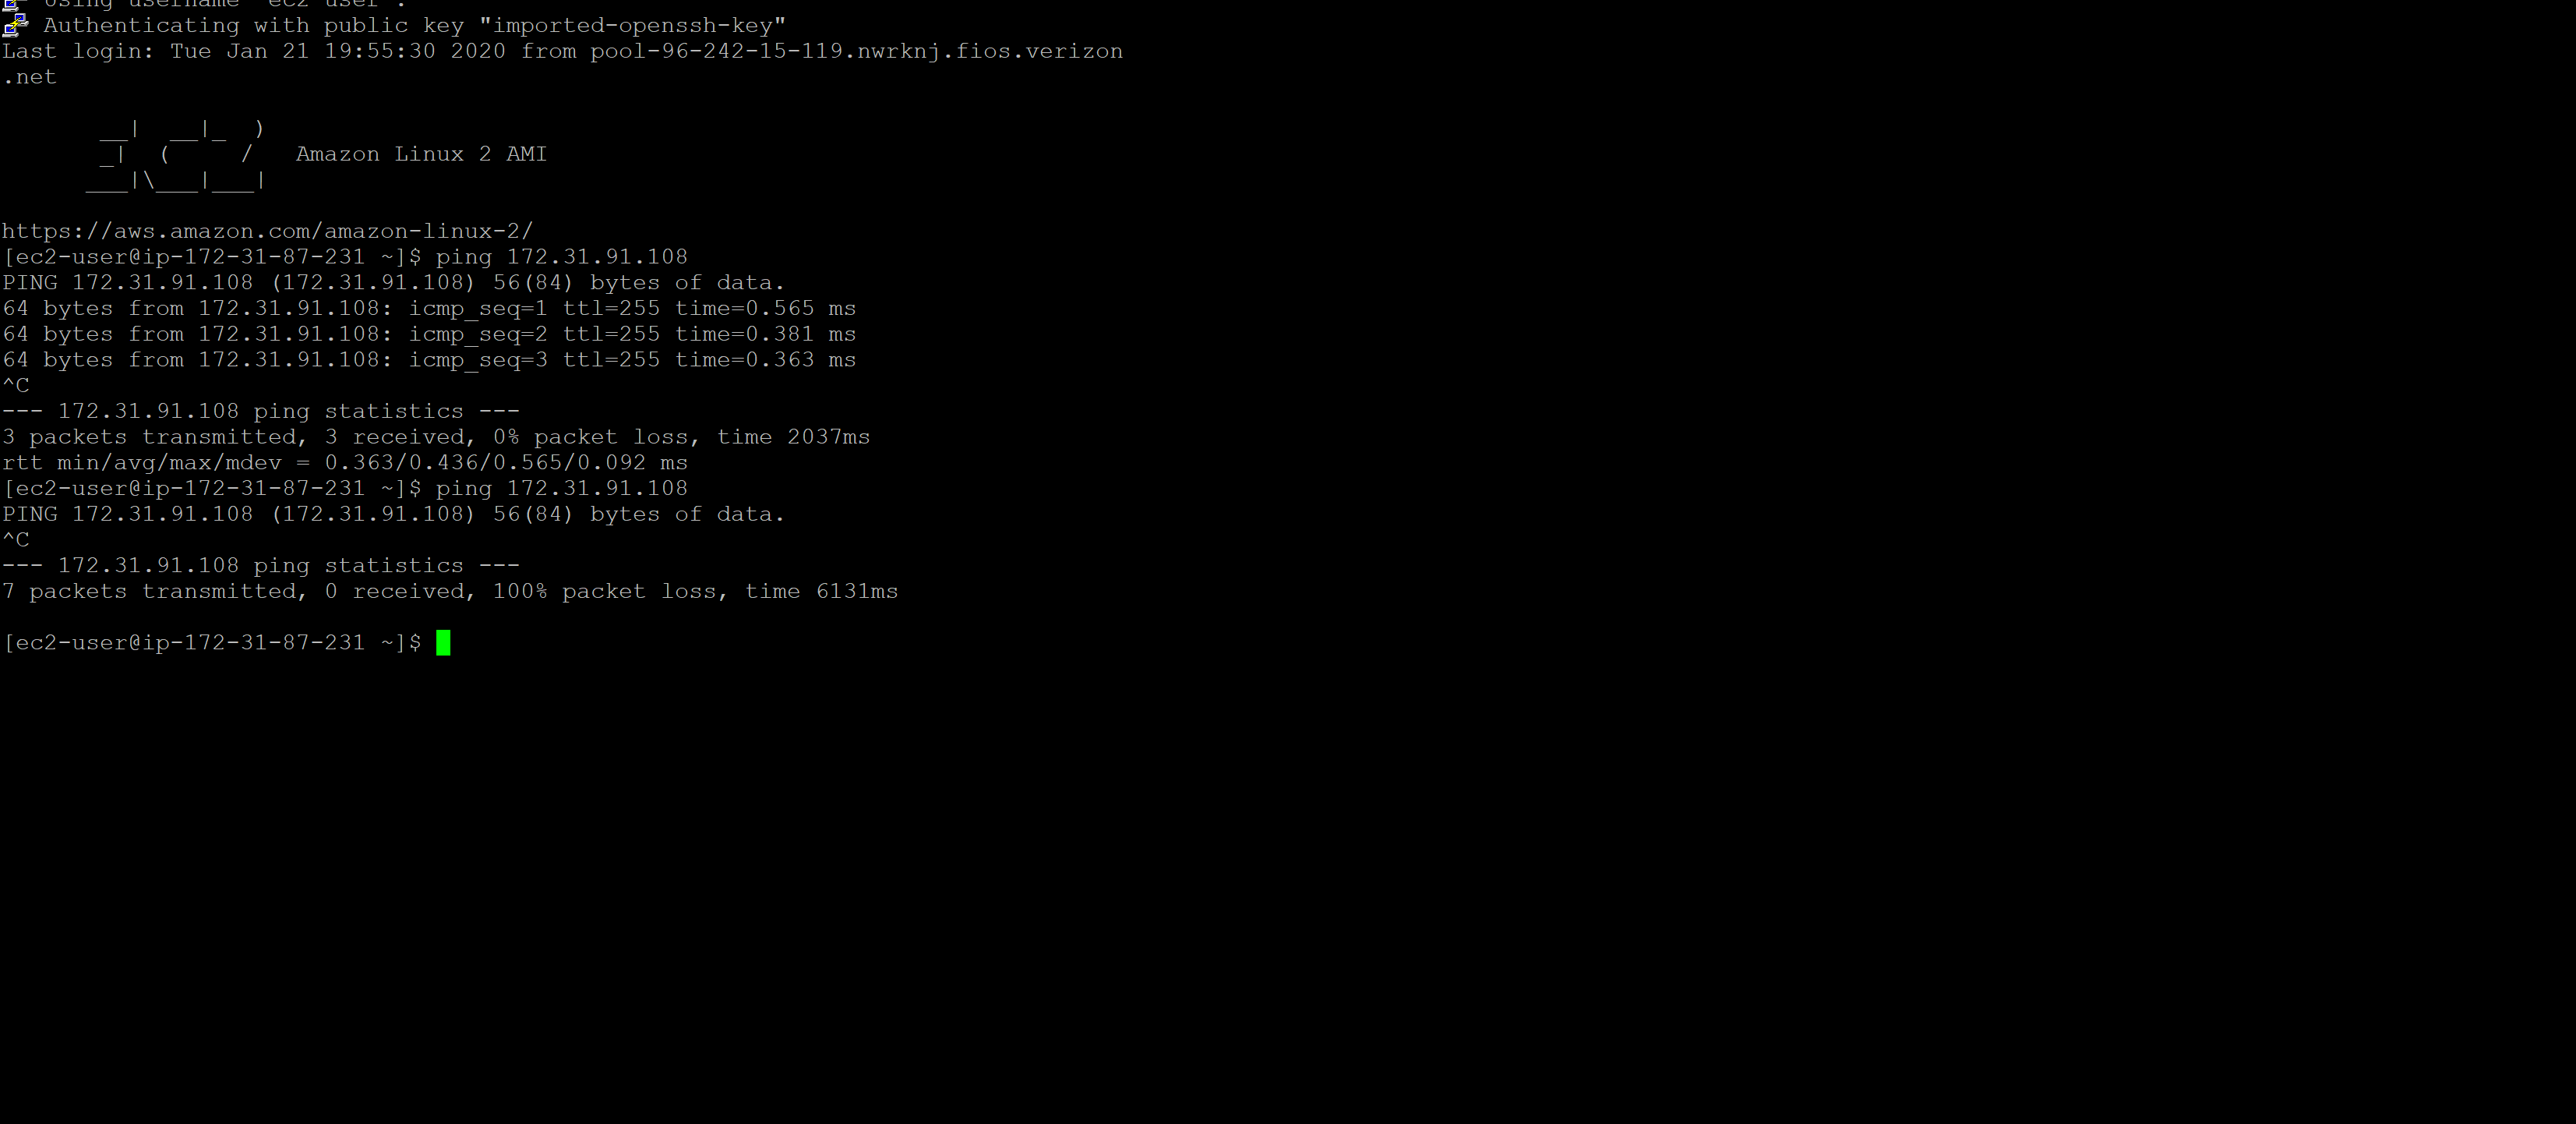 Using username "ec2-user".
Authenticating with public key "imported-openssh-key"
Last login: Tue Jan 21 19:55:30 2020 from pool-96-242-15-119.nwrknj.fios.verizon
.net

       __|  __|_  )
       _|  (     /   Amazon Linux 2 AMI
      ___|\___|___|

https://aws.amazon.com/amazon-linux-2/
[ec2-user@ip-172-31-87-231 ~]$ ping 172.31.91.108
PING 172.31.91.108 (172.31.91.108) 56(84) bytes of data.
64 bytes from 172.31.91.108: icmp_seq=1 ttl=255 time=0.565 ms
64 bytes from 172.31.91.108: icmp_seq=2 ttl=255 time=0.381 ms
64 bytes from 172.31.91.108: icmp_seq=3 ttl=255 time=0.363 ms
^C
--- 172.31.91.108 ping statistics ---
3 packets transmitted, 3 received, 0% packet loss, time 2037ms
rtt min/avg/max/mdev = 0.363/0.436/0.565/0.092 ms
[ec2-user@ip-172-31-87-231 ~]$ ping 172.31.91.108
PING 172.31.91.108 (172.31.91.108) 56(84) bytes of data.
^C
--- 172.31.91.108 ping statistics ---
7 packets transmitted, 0 received, 100% packet loss, time 6131ms

[ec2-user@ip-172-31-87-231 ~]$